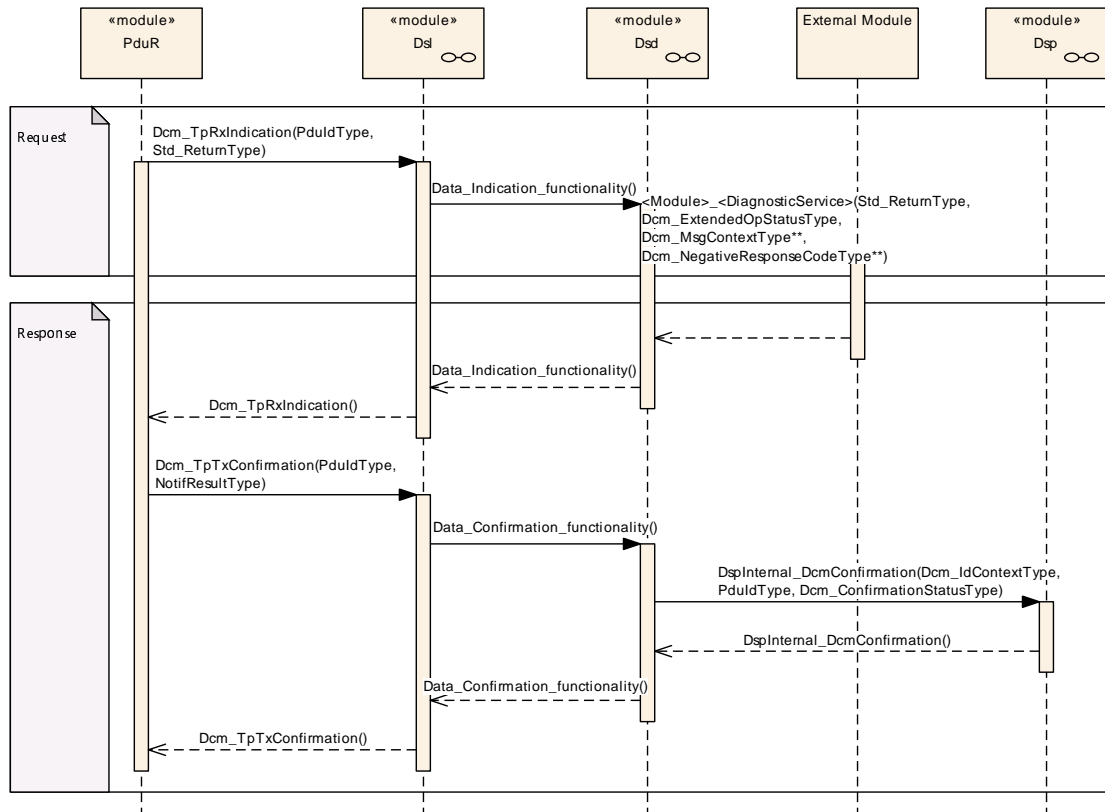 «module»
PduR
«module»
Dsl
«module»
Dsd
External Module
«module»
Dsp
Request
Dcm_TpRxIndication(PduIdType,
Std_ReturnType)
Data_Indication_functionality()
<Module>_<DiagnosticService>(Std_ReturnType,
Dcm_ExtendedOpStatusType,
Dcm_MsgContextType**,
Dcm_NegativeResponseCodeType**)
Response
Data_Indication_functionality()
Dcm_TpRxIndication()
Dcm_TpTxConfirmation(PduIdType,
NotifResultType)
Data_Confirmation_functionality()
DspInternal_DcmConfirmation(Dcm_IdContextType,
PduIdType, Dcm_ConfirmationStatusType)
DspInternal_DcmConfirmation()
Data_Confirmation_functionality()
Dcm_TpTxConfirmation()